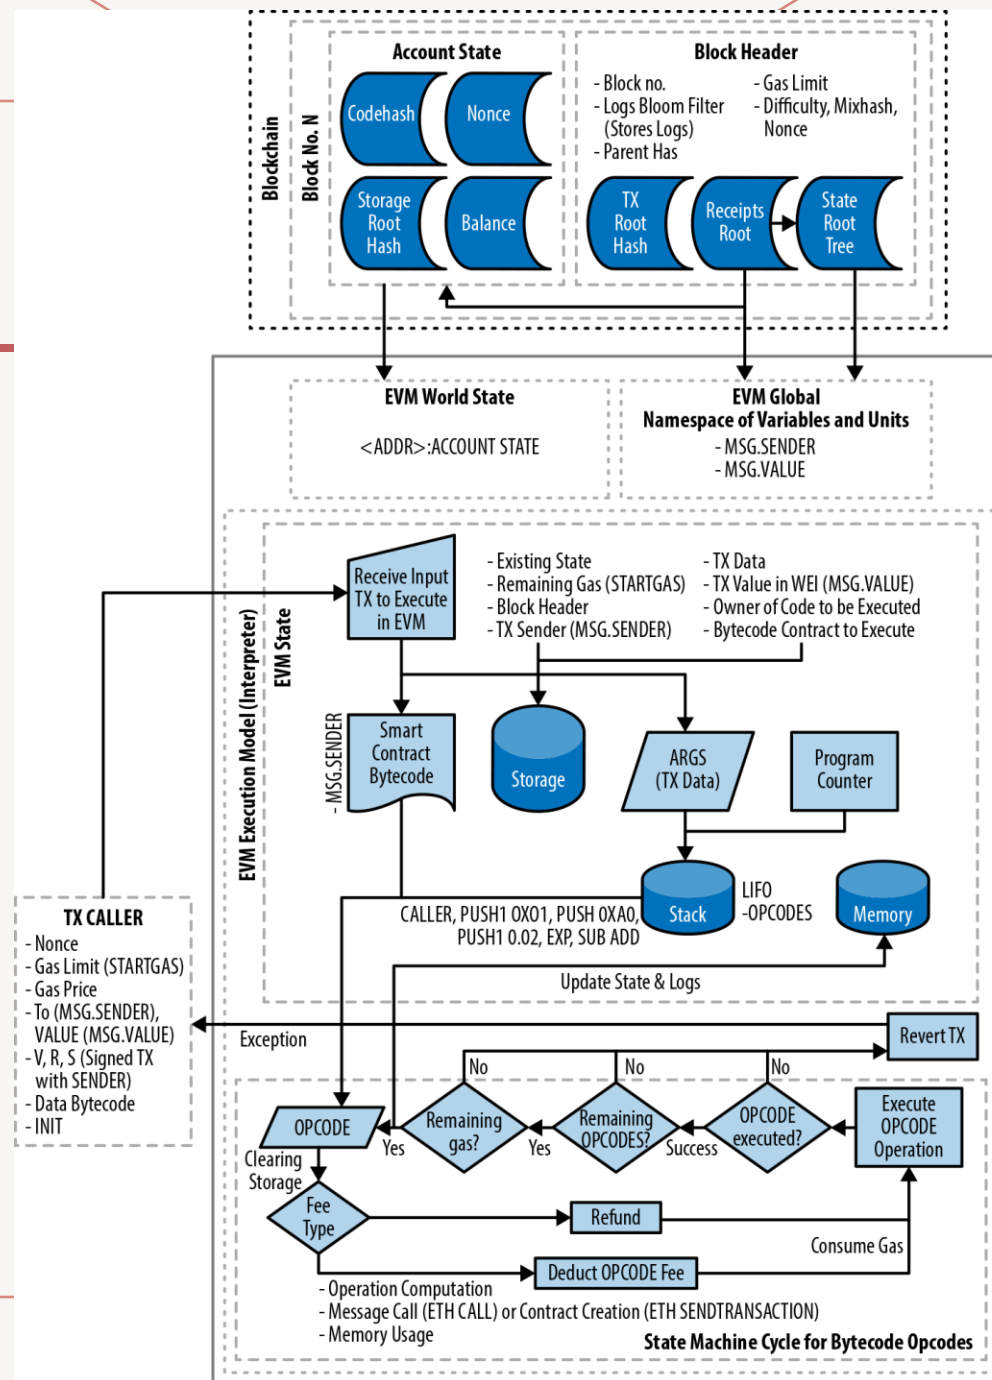 Blockchain
Block No. N
Account State
Codehash
Nonce
Storage
Root
Hash
Balance
Block Header
- Block no.
- Logs Bloom Filter
(Stores Logs)
- Parent Has
- Gas Limit
- Difficulty, Mixhash,
Nonce
TX
Root
Hash
Receipts
Root
State
Root
Tree
EVM World State
<ADDR>:ACCOUNT STATE
EVM Global
Namespace of Variables and Units
- MSG.SENDER
- MSG.VALUE
EVM Execution Model (Interpreter)
EVM State
Receive Input
TX to Execute
in EVM
- Existing State
- Remaining Gas (STARTGAS)
- Block Header
- TX Sender (MSG.SENDER)
- TX Data
- TX Value in WEI (MSG.VALUE)
- Owner of Code to be Executed
- Bytecode Contract to Execute
- MSG.SENDER
Smart
Contract
Bytecode
Storage
ARGS
(TX Data)
Program
Counter
Stack
LIFO
-OPCODES
Memory
CALLER, PUSH1 0X01, PUSH 0XA0,
PUSH1 0.02, EXP, SUB ADD
Update State & Logs
TX CALLER
- Nonce
- Gas Limit (STARTGAS)
- Gas Price
- To (MSG.SENDER),
VALUE (MSG.VALUE)
- V, R, S (Signed TX
with SENDER)
- Data Bytecode
- INIT
Exception
Revert TX
No
No
No
OPCODE
Yes
Remaining
gas?
Yes
Remaining
OPCODES?
Success
OPCODE
executed?
Execute
OPCODE
Operation
Clearing
Storage
Fee
Type
Refund
Consume Gas
Deduct OPCODE Fee
- Operation Computation
- Message Call (ETH CALL) or Contract Creation (ETH SENDTRANSACTION)
- Memory Usage
State Machine Cycle for Bytecode Opcodes